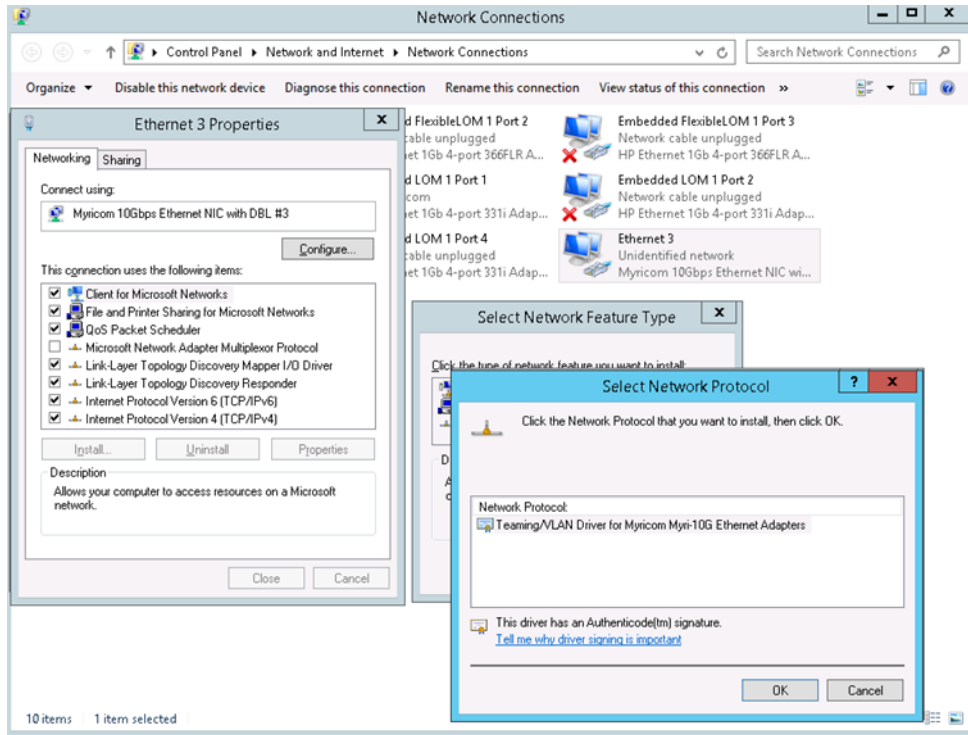 Network Connections
Control Panel Network and Internet Network Connections
Search Network Connections
Organize Disable this network device Diagnose this connection Rename this connection View status of this connection »
Ethernet 3 Properties
Networking Sharing
Connect using:
Myricom 10Gbps Ethernet NIC with DBL #3
Configure...
This connection uses the following items:
Client for Microsoft Networks
File and Printer Sharing for Microsoft Networks
QoS Packet Scheduler
Microsoft Network Adapter Multiplexor Protocol
Link-Layer Topology Discovery Mapper I/O Driver
Link-Layer Topology Discovery Responder
Internet Protocol Version 6 (TCP/IPv6)
Internet Protocol Version 4 (TCP/IPv4)
Install... Uninstall Properties
Description
Allows your computer to access resources on a Microsoft
network.
Close Cancel
d FlexibleLOM 1 Port 2
cable unplugged
et 1Gb 4-port 366FLR A...
Embedded FlexibleLOM 1 Port 3
Network cable unplugged
HP Ethernet 1Gb 4-port 366FLR A...
d LOM 1 Port 1
com
et 1Gb 4-port 331i Adap...
Embedded LOM 1 Port 2
Network cable unplugged
HP Ethernet 1Gb 4-port 331i Adap...
d LOM 1 Port 4
cable unplugged
et 1Gb 4-port 331i Adap...
Ethernet 3
Unidentified network
Myricom 10Gbps Ethernet NIC wi...
Select Network Feature Type
Click the type of network feature you want to install:
D
A
c
Select Network Protocol
? x
Click the Network Protocol that you want to install, then click OK.
Network Protocol:
Teaming/VLAN Driver for Myricom Myri-10G Ethernet Adapters
This driver has an Authenticode(tm) signature.
Tell me why driver signing is important
OK Cancel
10 items 1 item selected